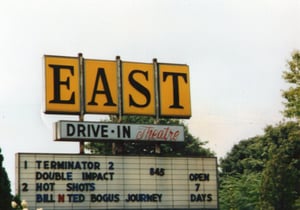 EAST
DRIVE-IN Theatre
1 TERMINATOR 2 845
DOUBLE IMPACT OPEN
2 HOT SHOTS 7
BILL N TED BOGUS JOURNEY DAYS